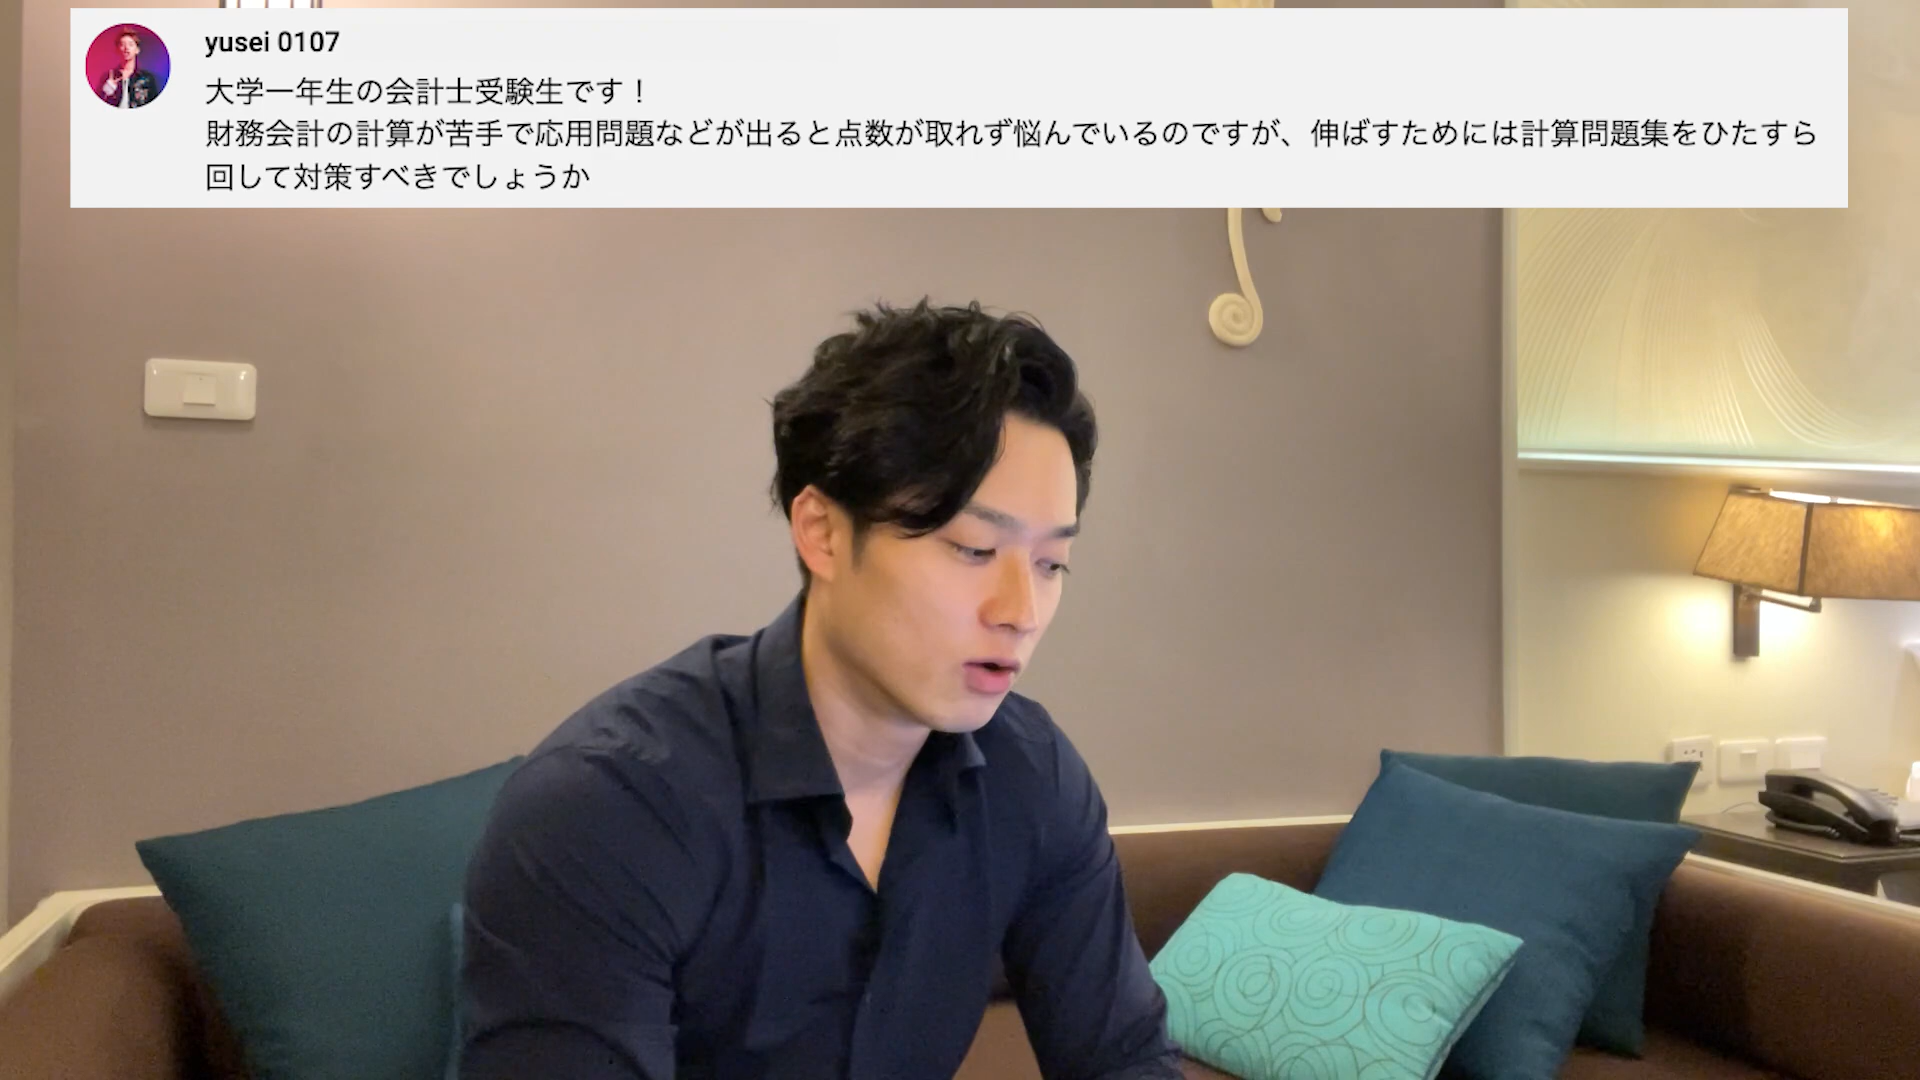 yusei 0107
大学一年生の会計士受験生です！
財務会計の計算が苦手で応用問題などが出ると点数が取れず悩んでいるのですが、伸ばすためには計算問題集をひたすら
回して対策すべきでしょうか